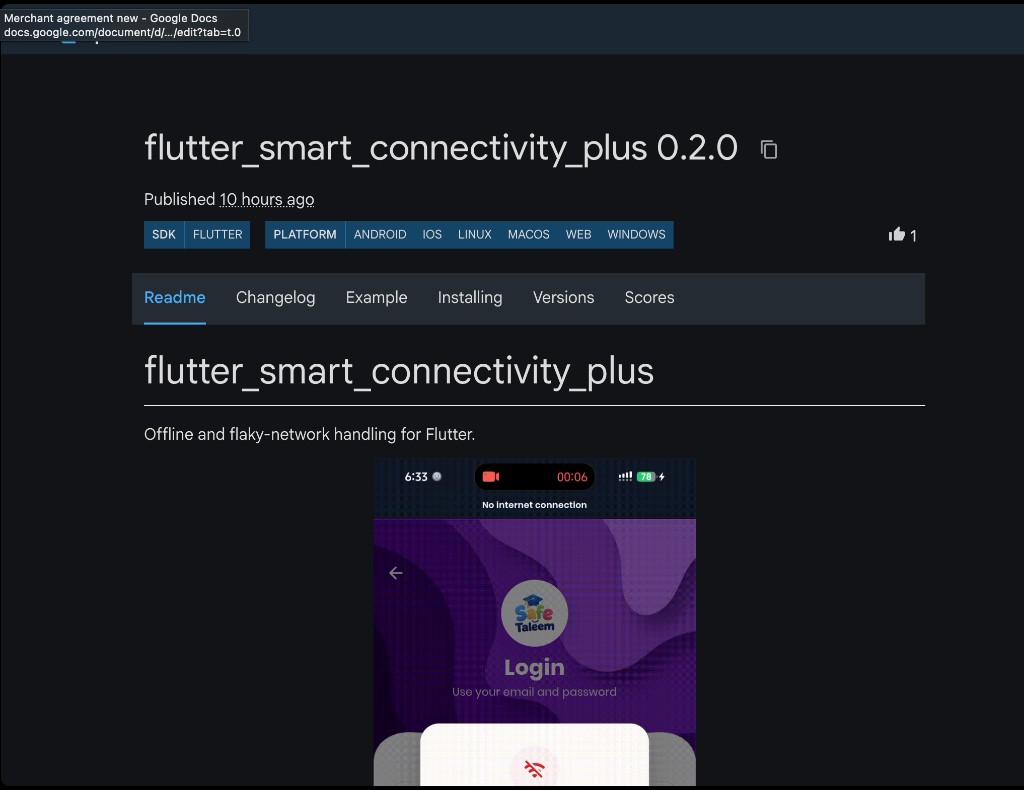 Merchant agreement new - Google Docs
docs.google.com/document/d/.../edit?tab=t.0
flutter_smart_connectivity_plus 0.2.0
Published 10 hours ago
SDK FLUTTER PLATFORM ANDROID IOS LINUX MACOS WEB WINDOWS 1
Readme Changelog Example Installing Versions Scores
flutter_smart_connectivity_plus
Offline and flaky-network handling for Flutter.
6:33 00:06 78
No internet connection
Safe
Taleem
Login
Use your email and password